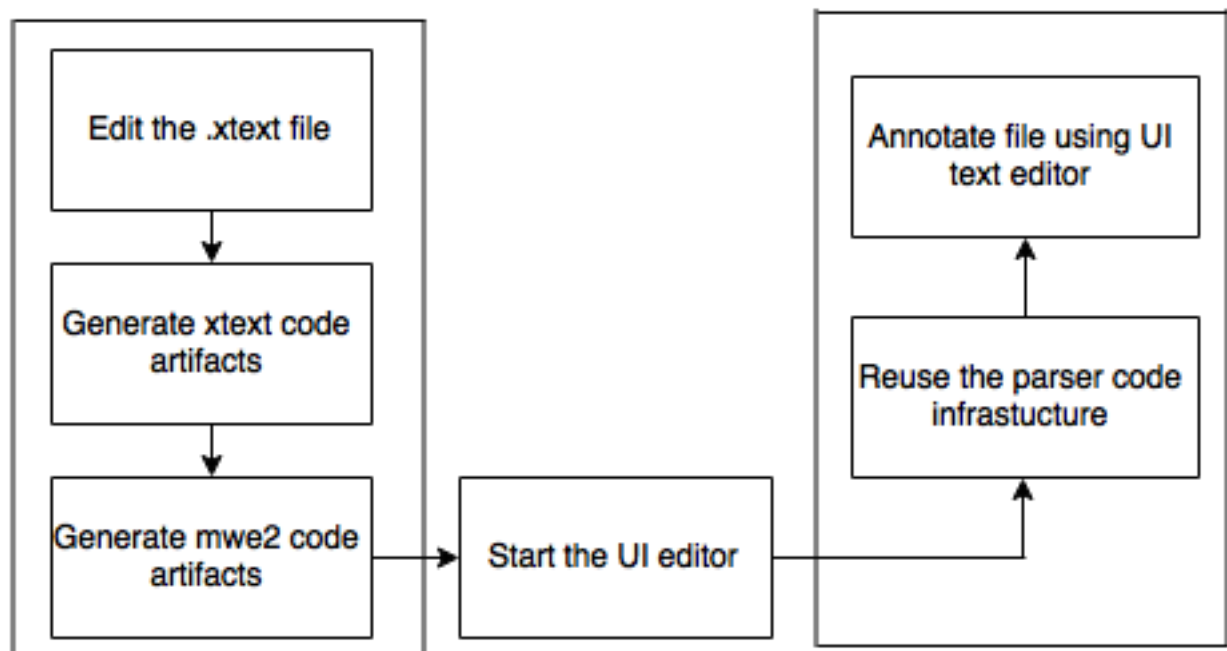 Edit the .xtext file
Generate xtext code
artifacts
Generate mwe2 code
artifacts
Start the UI editor
Reuse the parser code
infrastucture
Annotate file using UI
text editor